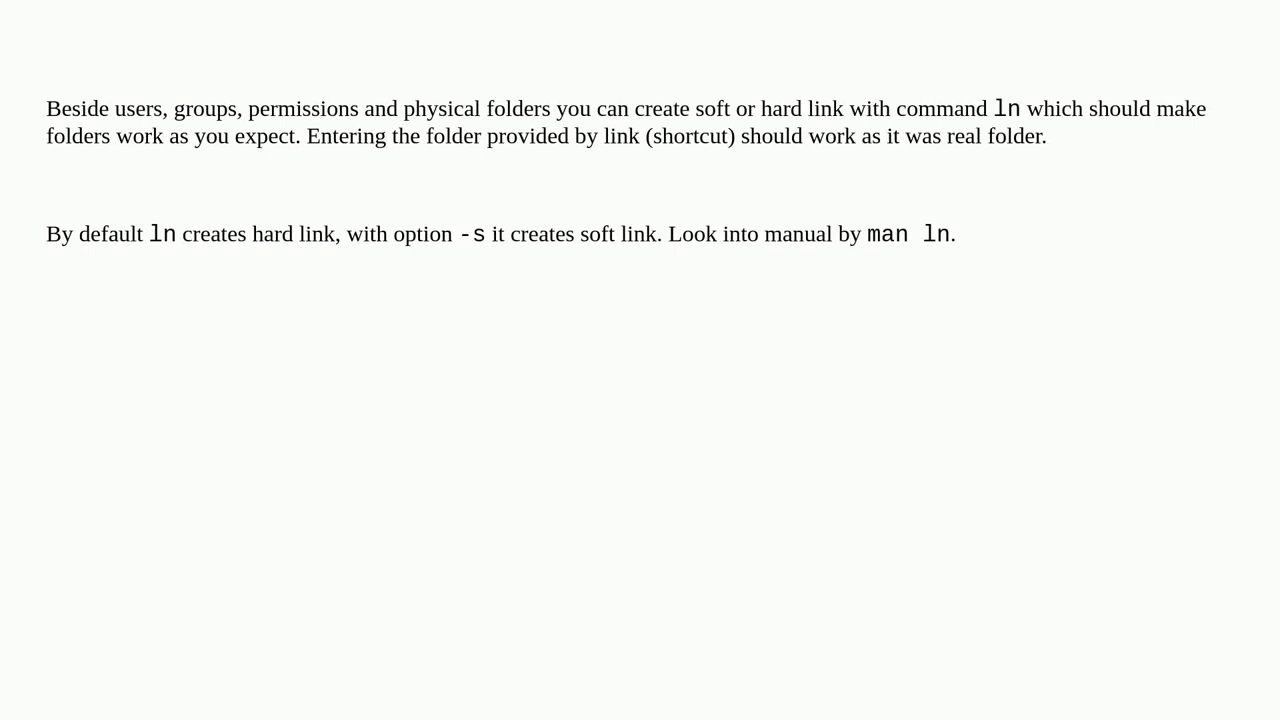 Beside users, groups, permissions and physical folders you can create soft or hard link with command ln which should make
folders work as you expect. Entering the folder provided by link (shortcut) should work as it was real folder.
By default ln creates hard link, with option -s it creates soft link. Look into manual by man ln.